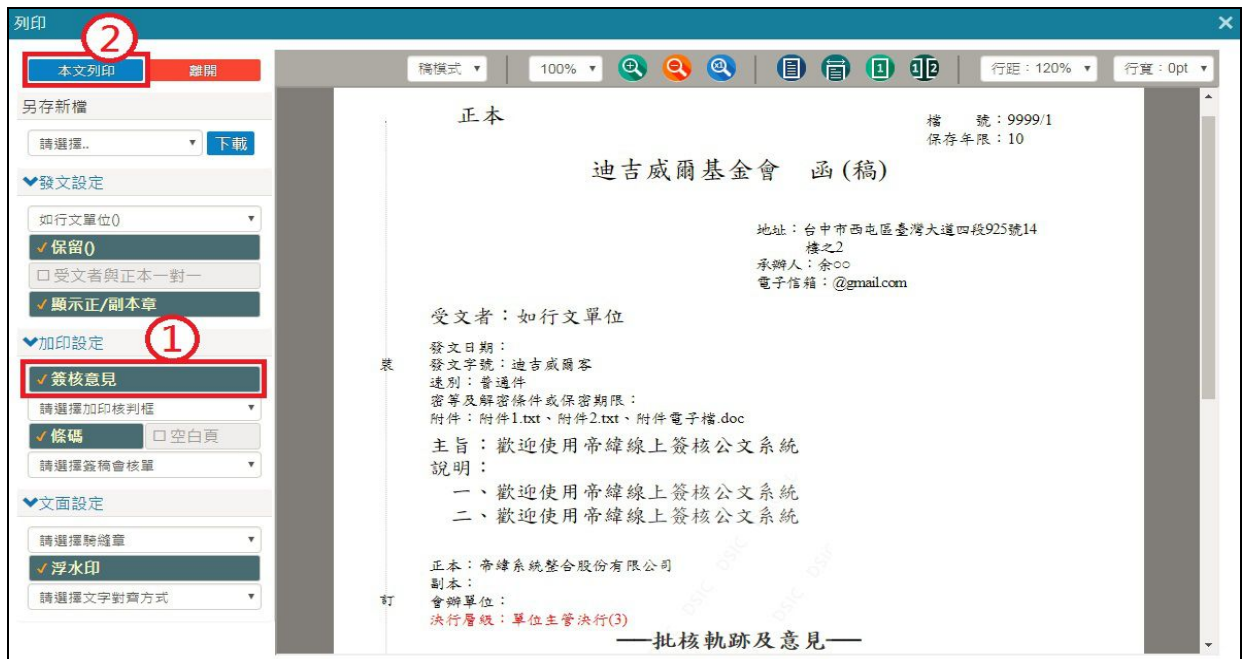 列印
②
本文列印 離開
另存新檔
請選擇.. 下載
發文設定
如行文單位()
✓保留()
受文者與正本一對一
✓顯示正/副本章
加印設定 ①
✓簽核意見
請選擇加印核判框
✓條碼 空白頁
請選擇簽稿會核單
文面設定
請選擇騎縫章
✓浮水印
請選擇文字對齊方式
稿模式 100% x1 1 1 2 行距：120% 行寬：0pt
正本
檔 號：9999/1
保存年限：10
迪吉威爾基金會 函(稿)
地址：台中市西屯區臺灣大道四段925號14
樓之2
承辦人：余○○
電子信箱：@gmail.com
受文者：如行文單位
發文日期：
裝 發文字號：迪吉威爾客
速別：普通件
密等及解密條件或保密期限：
附件：附件1.txt、附件2.txt、附件電子檔.doc
主旨：歡迎使用帝緯線上簽核公文系統
說明：
一、歡迎使用帝緯線上簽核公文系統
二、歡迎使用帝緯線上簽核公文系統
DSIC DSIC
正本：帝緯系統整合股份有限公司
副本：
訂 會辦單位：
決行層級：單位主管決行(3)
DSIC DSIC
──批核軌跡及意見──